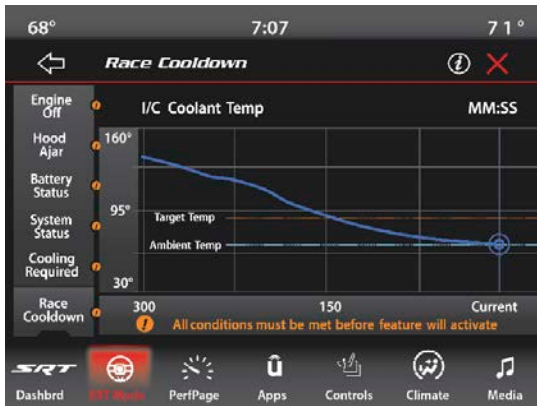 68°
7:07
71°
Race Cooldown
Engine
Off
I/C Coolant Temp
MM:SS
Hood
Ajar
160°
Battery
Status
System
Status
95°
Target Temp
Ambient Temp
Cooling
Required
30°
Race
Cooldown
300
150
Current
All conditions must be met before feature will activate
SRT
û
Dashbrd
SRT Mode
PerfPage
Apps
Controls
Climate
Media